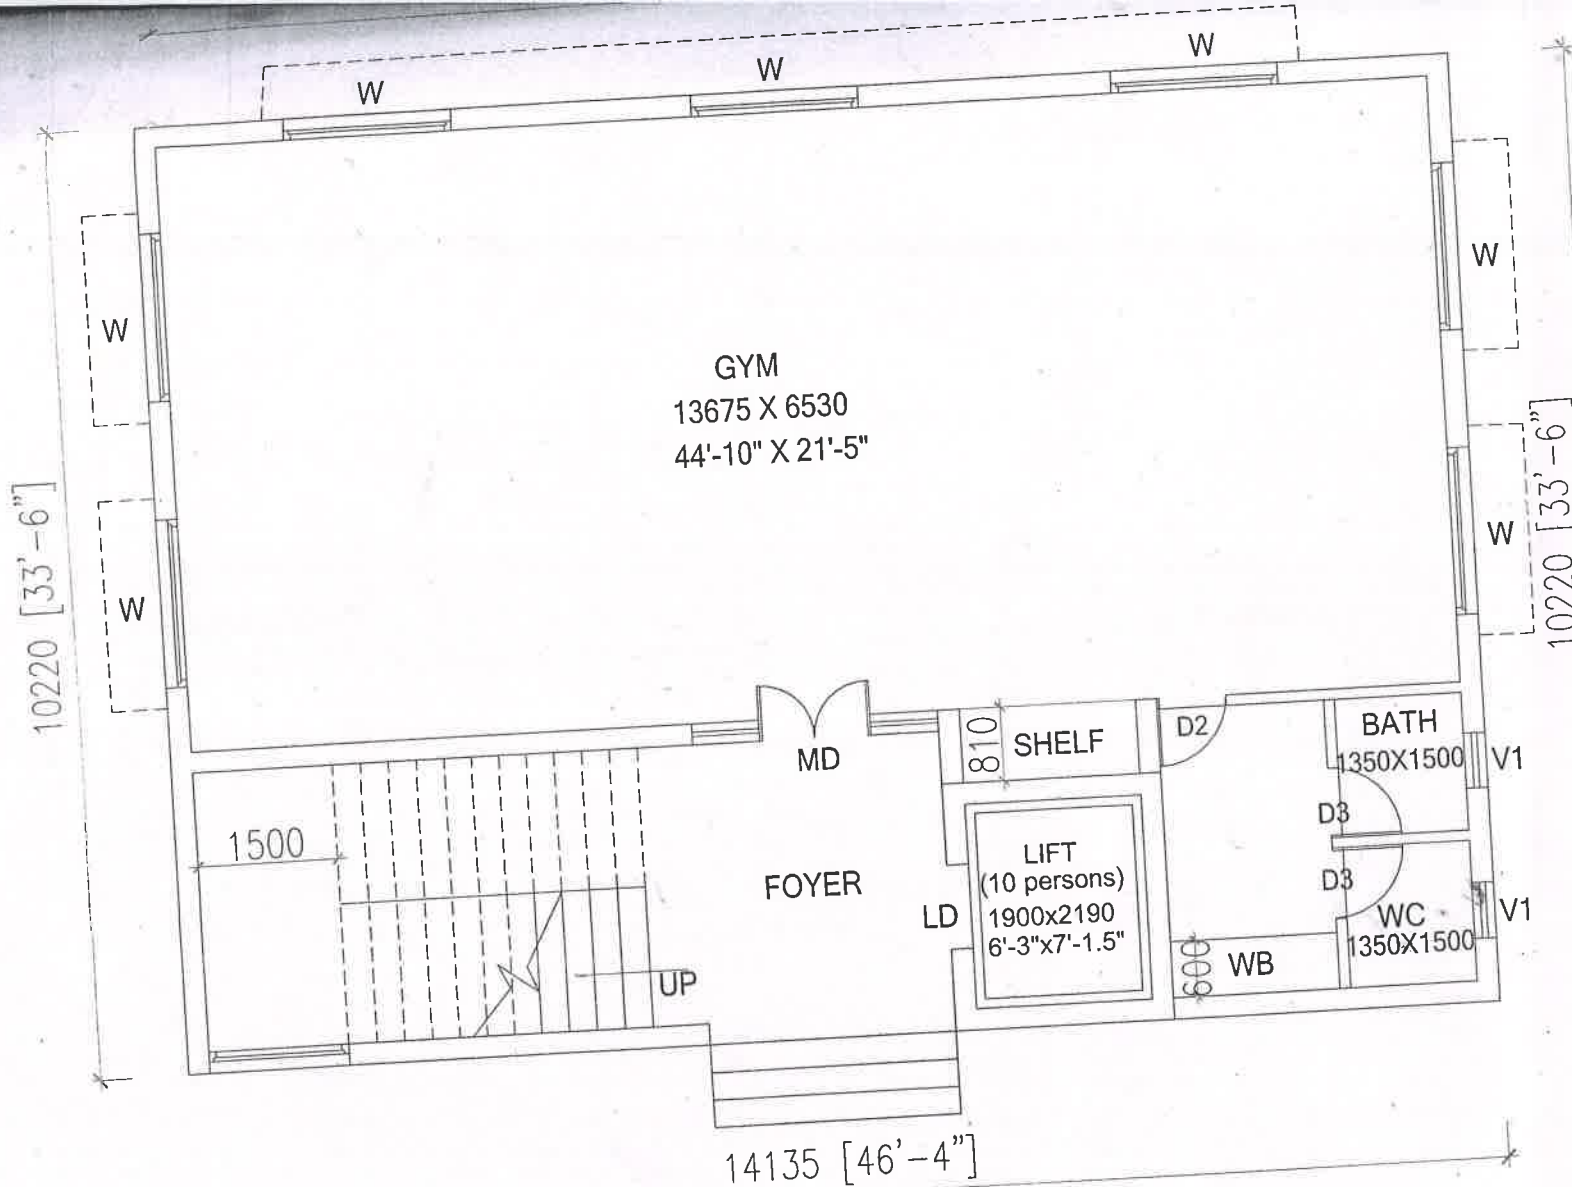 W
W
W
W
W
W
W
GYM
13675 X 6530
44'-10" X 21'-5"
10220 [33'-6"]
10220 [33'-6"]
MD
810
SHELF
D2
BATH
1350X1500
V1
D3
1500
FOYER
LIFT
(10 persons)
1900x2190
6'-3"x7'-1.5"
LD
D3
WC
1350X1500
V1
UP
600
WB
14135 [46'-4"]